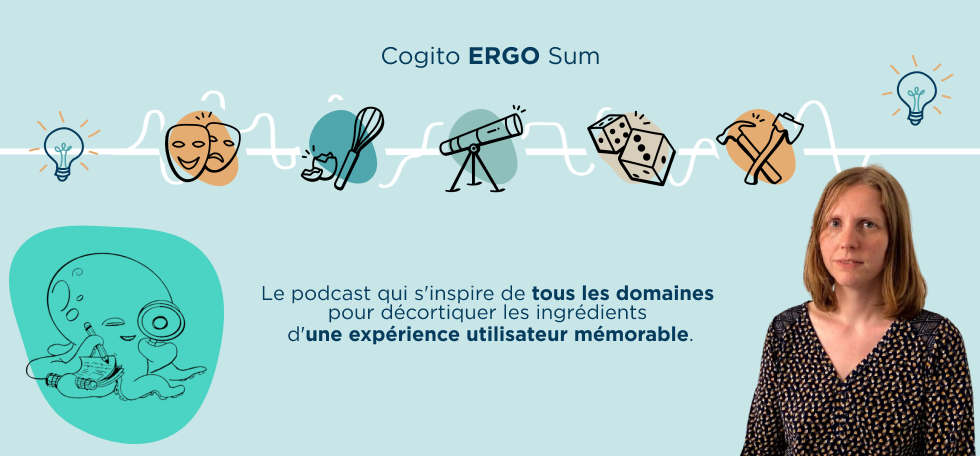 Cogito ERGO Sum
Le podcast qui s'inspire de tous les domaines
pour décortiquer les ingrédients
d'une expérience utilisateur mémorable.